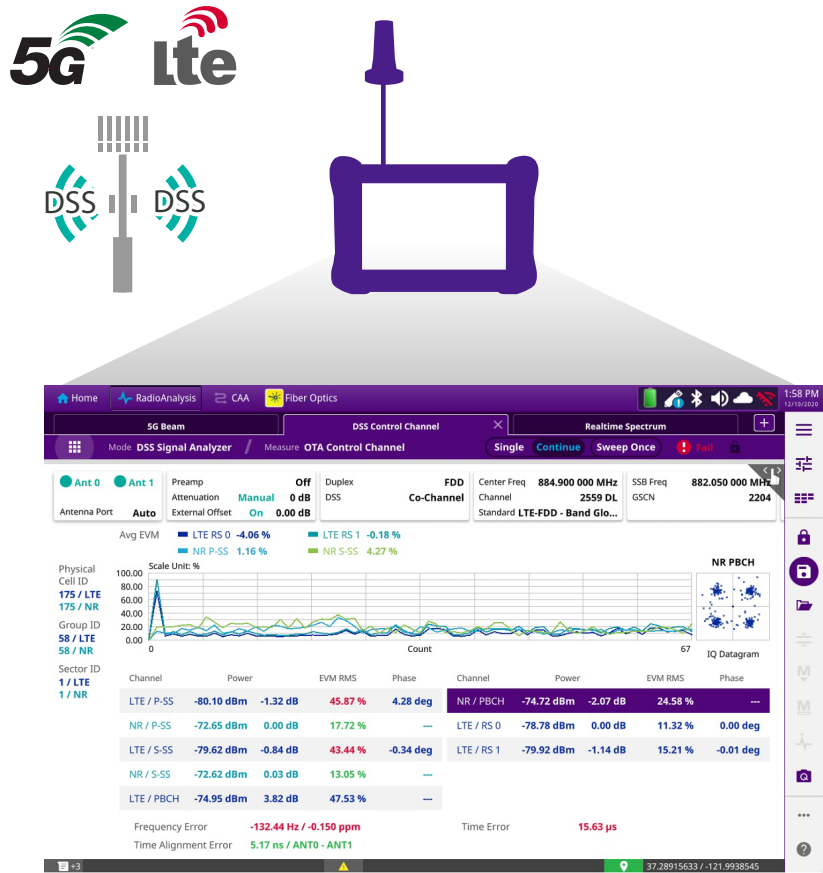 5G
Lte
DSS DSS
Home RadioAnalysis CAA Fiber Optics 1:58 PM
12/10/2020
5G Beam DSS Control Channel Realtime Spectrum
Mode DSS Signal Analyzer / Measure OTA Control Channel Single Continue Sweep Once Fail
Ant 0 Ant 1 Preamp Off Duplex FDD Center Freq 884.900 000 MHz SSB Freq 882.050 000 MHz
Attenuation Manual 0 dB DSS Co-Channel Channel 2559 DL GSCN 2204
Antenna Port Auto External Offset On 0.00 dB Standard LTE-FDD - Band Glo...
Avg EVM LTE RS 0 -4.06 % LTE RS 1 -0.18 %
NR P-SS 1.16 % NR S-SS 4.27 %
Physical
Cell ID
175 / LTE
175 / NR
Group ID
58 / LTE
58 / NR
Sector ID
1 / LTE
1 / NR
Scale Unit: %
100.00
80.00
60.00
40.00
20.00
0.00
0 Count 67
NR PBCH
IQ Datagram
Channel Power EVM RMS Phase Channel Power EVM RMS Phase
LTE / P-SS -80.10 dBm -1.32 dB 45.87 % 4.28 deg NR / PBCH -74.72 dBm -2.07 dB 24.58 % ---
NR / P-SS -72.65 dBm 0.00 dB 17.72 % --- LTE / RS 0 -78.78 dBm 0.00 dB 11.32 % 0.00 deg
LTE / S-SS -79.62 dBm -0.84 dB 43.44 % -0.34 deg LTE / RS 1 -79.92 dBm -1.14 dB 15.21 % -0.01 deg
NR / S-SS -72.62 dBm 0.03 dB 13.05 % ---
LTE / PBCH -74.95 dBm 3.82 dB 47.53 % ---
Frequency Error -132.44 Hz / -0.150 ppm Time Error 15.63 µs
Time Alignment Error 5.17 ns / ANT0 - ANT1
+3 37.28915633 / -121.9938545